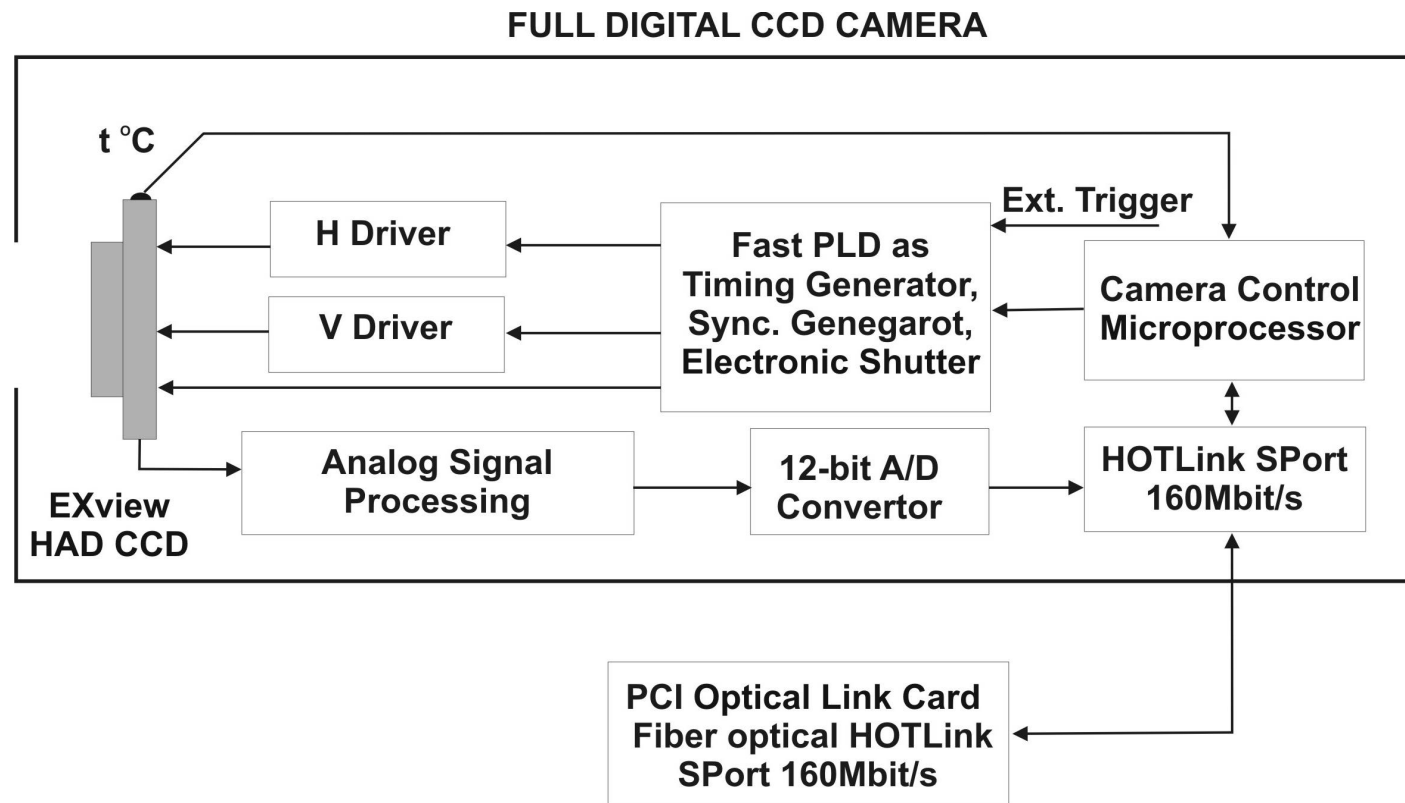 FULL DIGITAL CCD CAMERA
t °C
H Driver
V Driver
Fast PLD as
Timing Generator,
Sync. Genegarot,
Electronic Shutter
Ext. Trigger
Camera Control
Microprocessor
EXview
HAD CCD
Analog Signal
Processing
12-bit A/D
Convertor
HOTLink SPort
160Mbit/s
PCI Optical Link Card
Fiber optical HOTLink
SPort 160Mbit/s